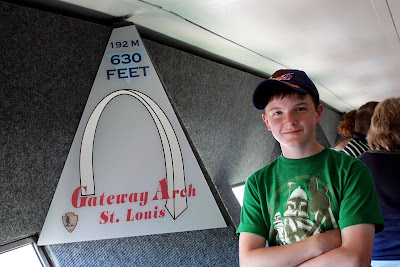 192 M
630
FEET
Gateway Arch
St. Louis